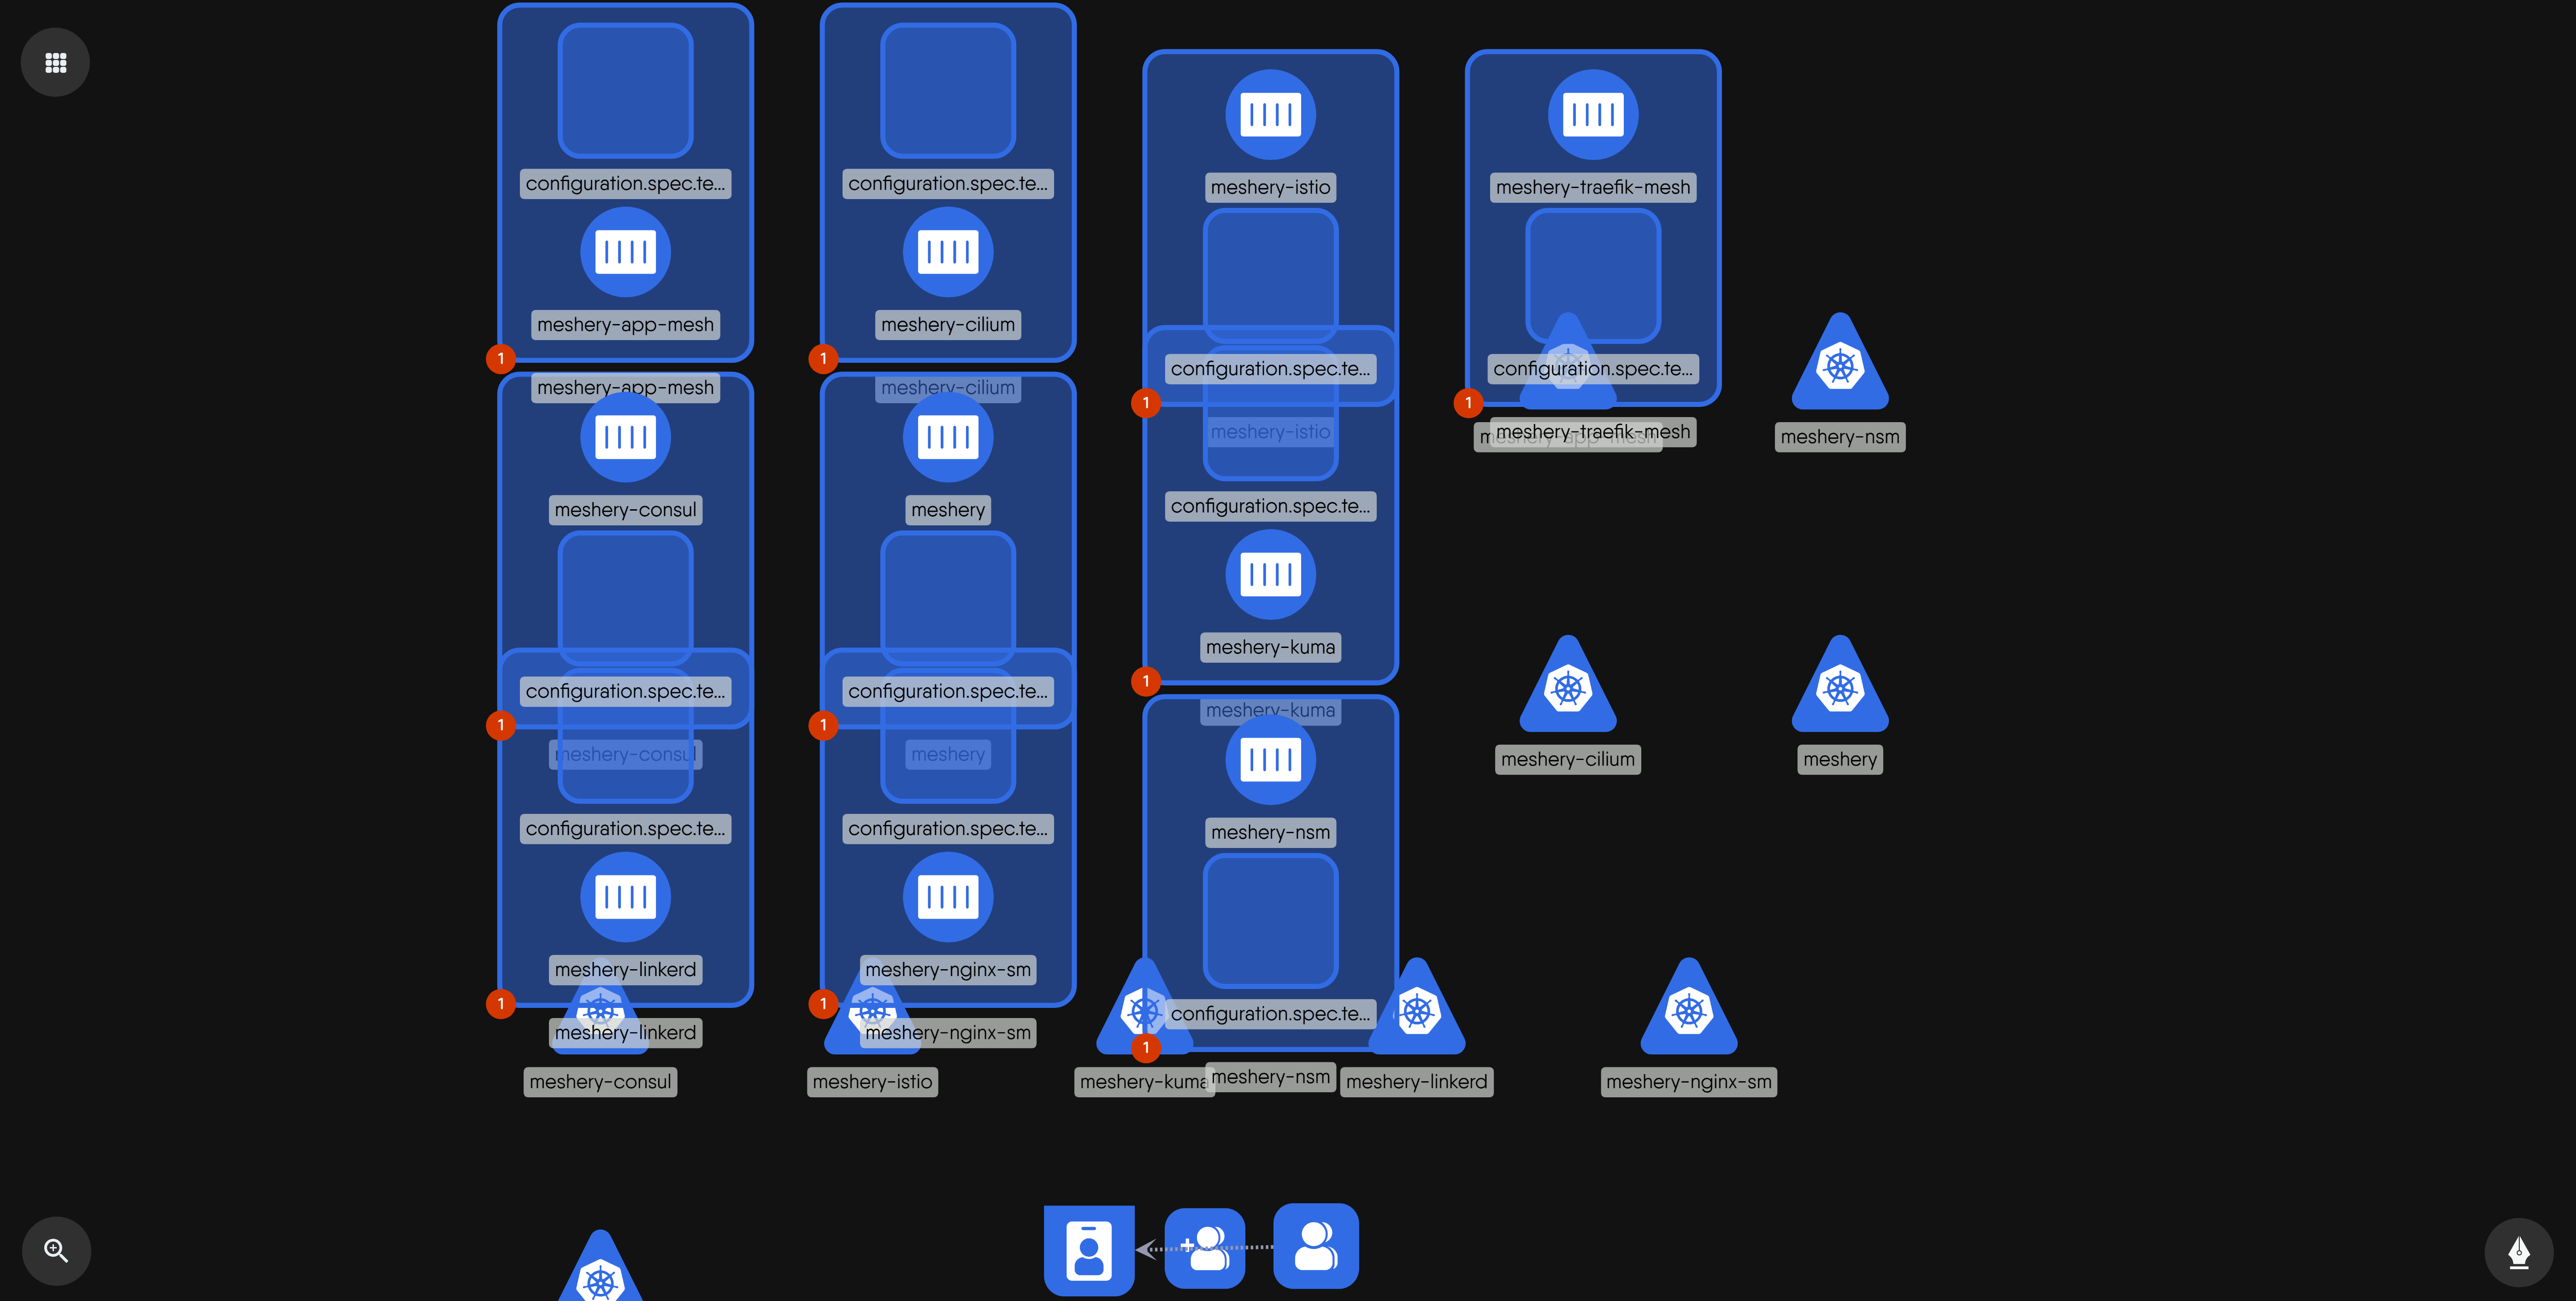 configuration.spec.te...
configuration.spec.te...
meshery-istio
meshery-traefik-mesh
meshery-app-mesh
meshery-cilium
1
1
configuration.spec.te...
configuration.spec.te...
meshery-app-mesh
meshery-cilium
1
1
meshery-istio
meshery-app-mesh
meshery-traefik-mesh
meshery-nsm
meshery-consul
meshery
configuration.spec.te...
meshery-kuma
configuration.spec.te...
configuration.spec.te...
1
meshery-kuma
1
1
meshery-consul
meshery
meshery-cilium
meshery
configuration.spec.te...
configuration.spec.te...
meshery-nsm
meshery-linkerd
meshery-nginx-sm
1
1
configuration.spec.te...
meshery-linkerd
meshery-nginx-sm
1
meshery-consul
meshery-istio
meshery-kuma
meshery-nsm
meshery-linkerd
meshery-nginx-sm